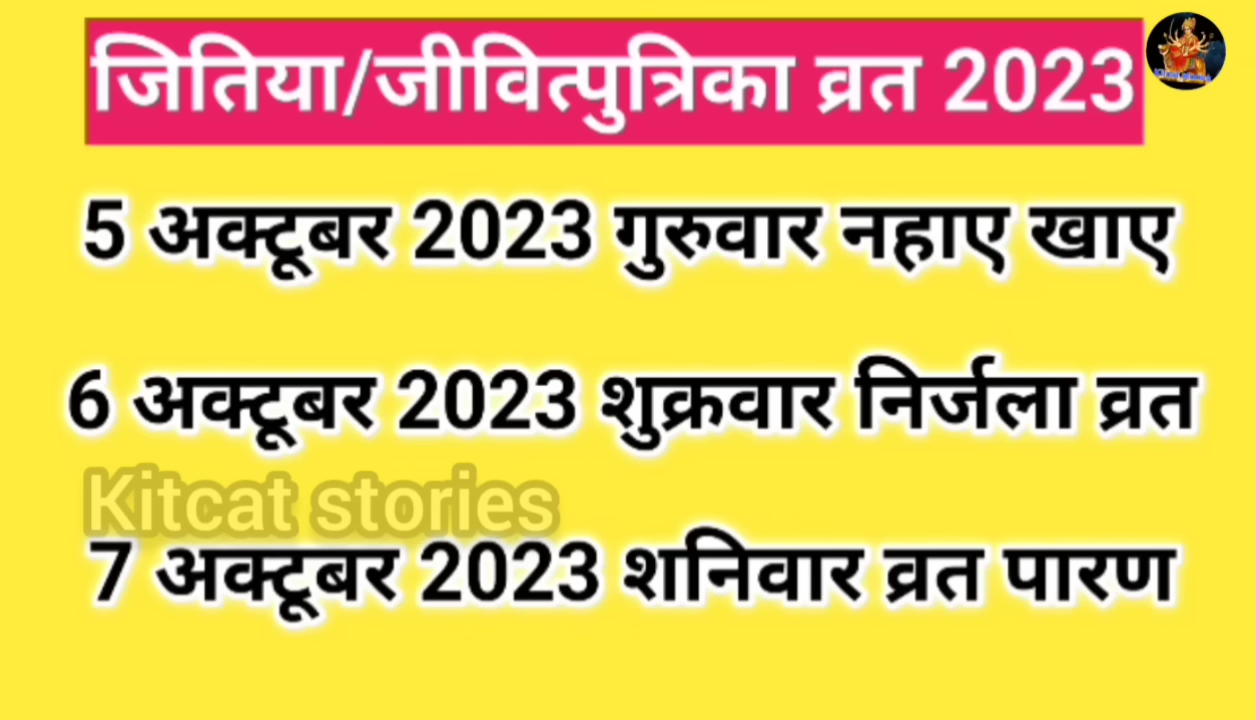 जितिया/जीवित्पुत्रिका व्रत 2023
5 अक्टूबर 2023 गुरुवार नहाए खाए
6 अक्टूबर 2023 शुक्रवार निर्जला व्रत
Kitcat stories
7 अक्टूबर 2023 शनिवार व्रत पारण